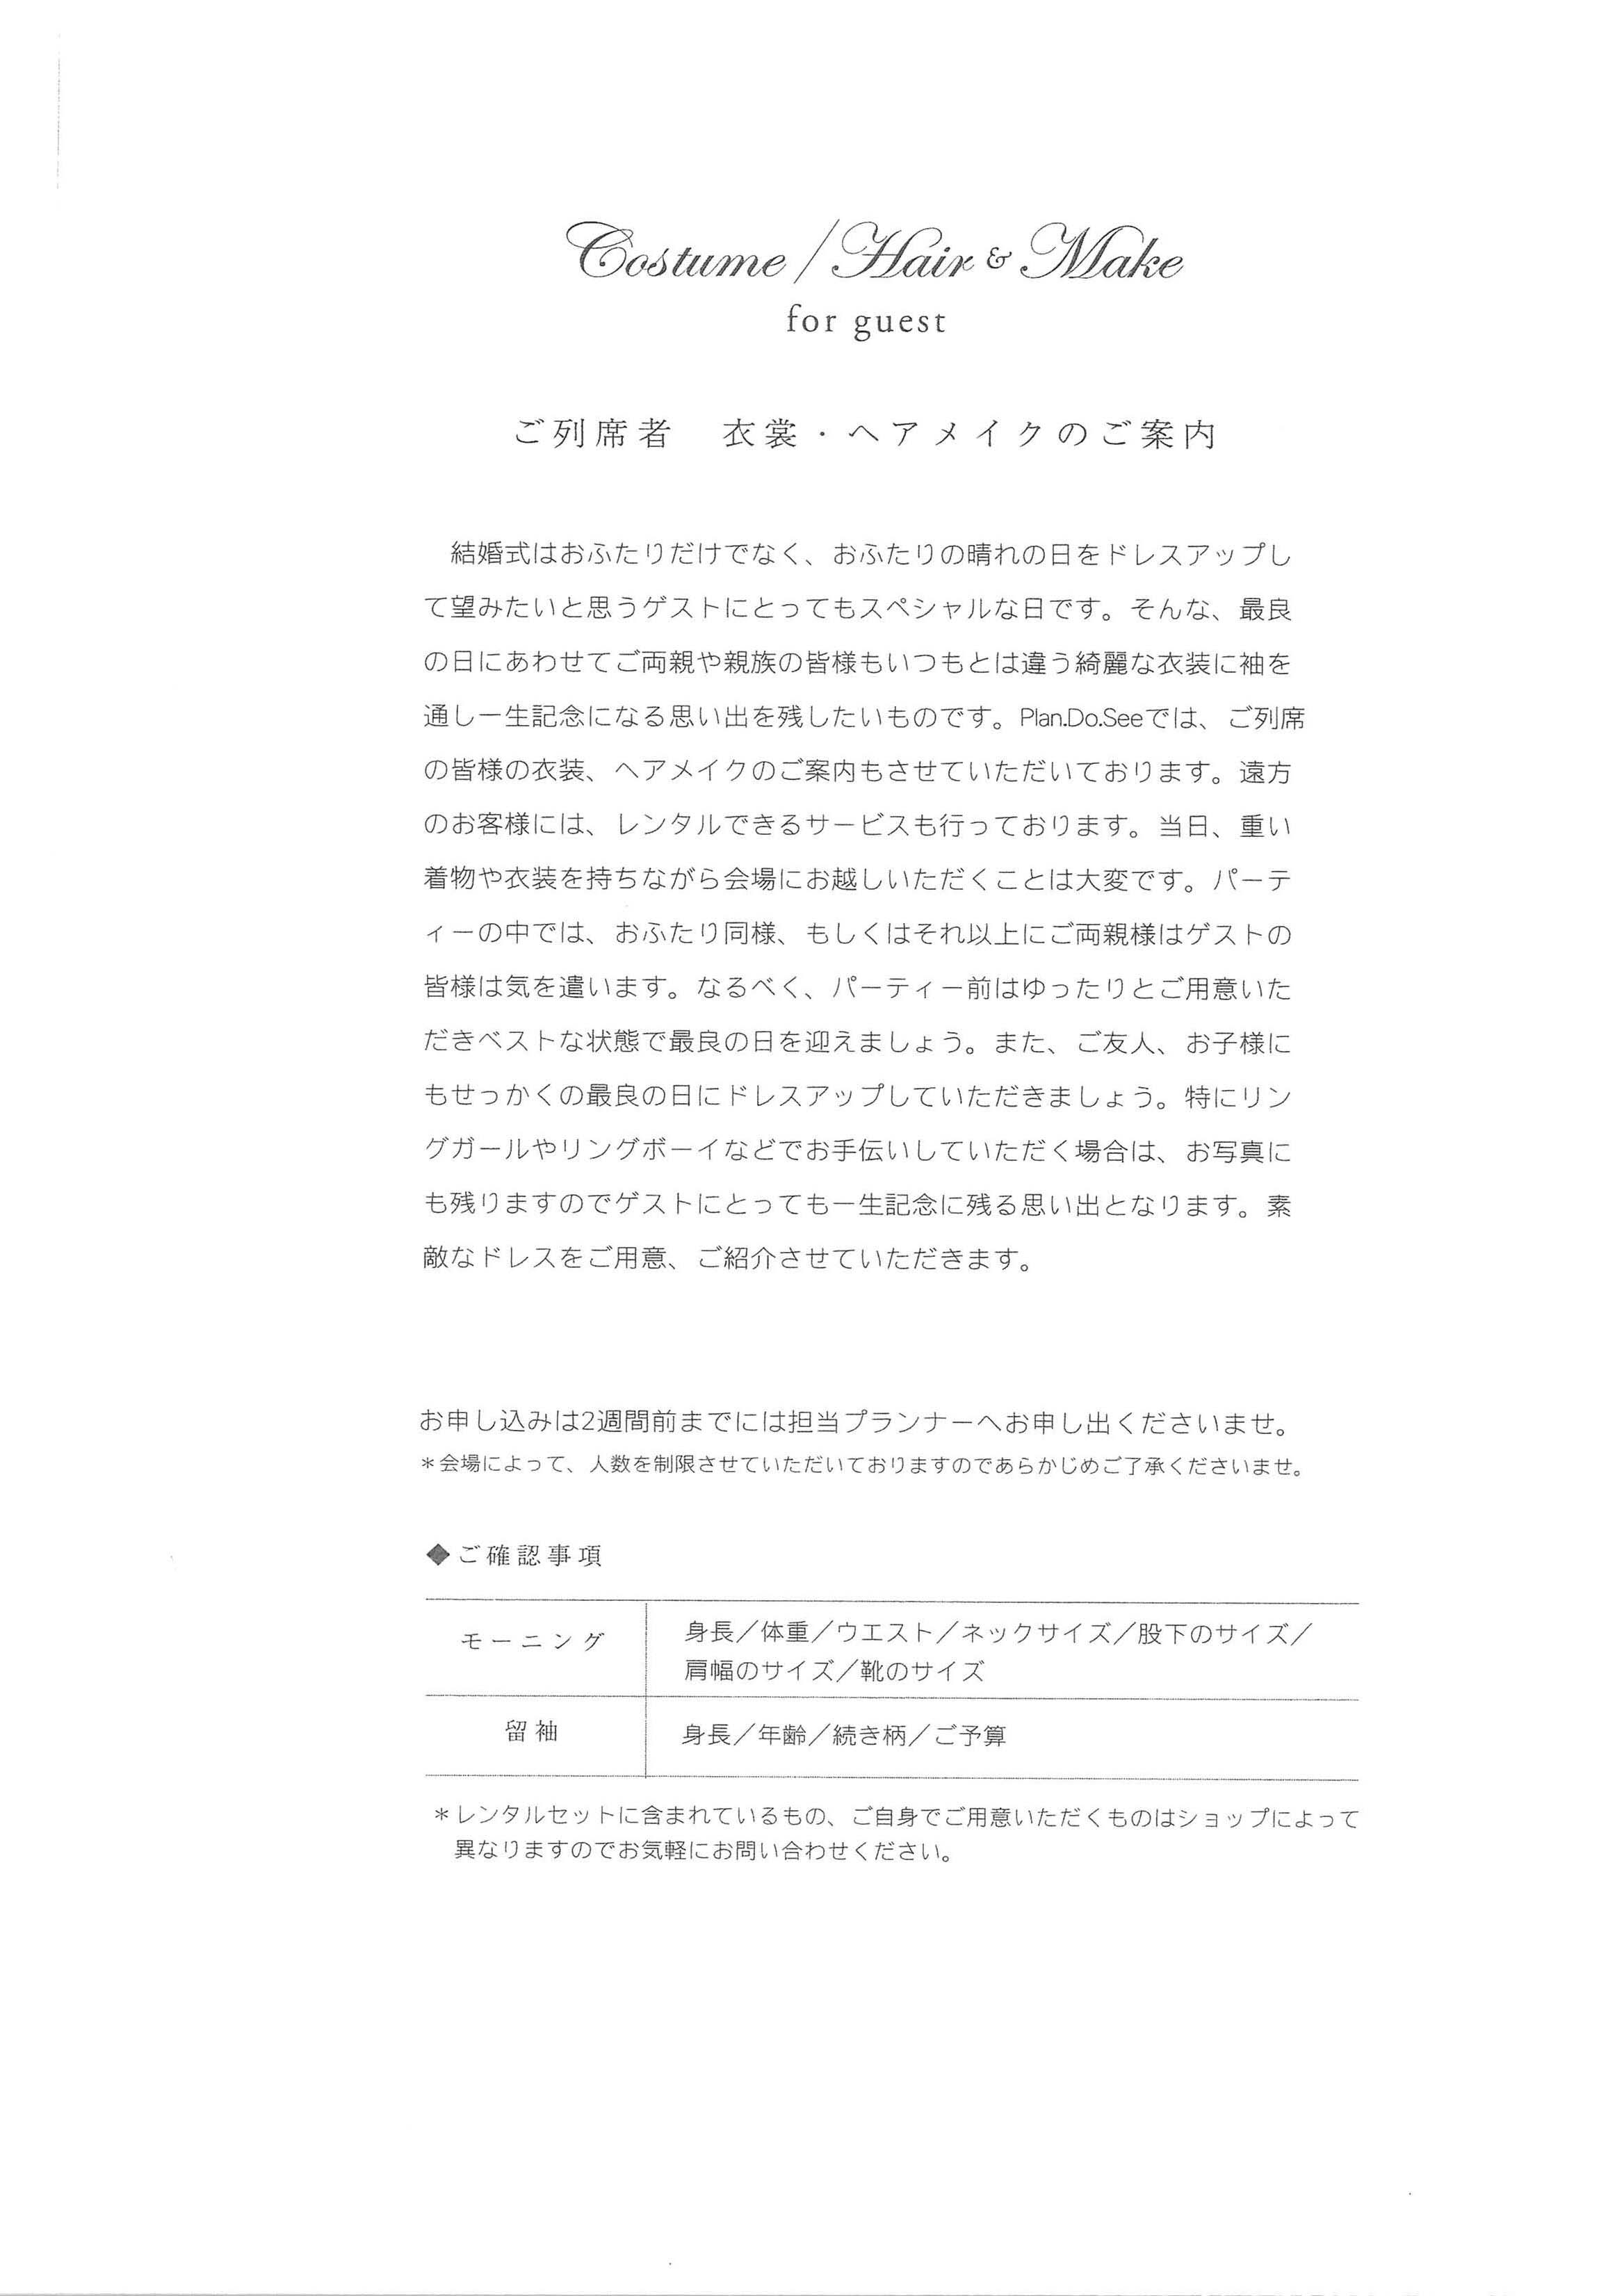 Costume / Hair & Make
for guest
ご列席者　衣裳・ヘアメイクのご案内
　結婚式はおふたりだけでなく、おふたりの晴れの日をドレスアップし
て望みたいと思うゲストにとってもスペシャルな日です。そんな、最良
の日にあわせてご両親や親族の皆様もいつもとは違う綺麗な衣装に袖を
通し一生記念になる思い出を残したいものです。Plan.Do.Seeでは、ご列席
の皆様の衣装、ヘアメイクのご案内もさせていただいております。遠方
のお客様には、レンタルできるサービスも行っております。当日、重い
着物や衣装を持ちながら会場にお越しいただくことは大変です。パーテ
ィーの中では、おふたり同様、もしくはそれ以上にご両親様はゲストの
皆様は気を遣います。なるべく、パーティー前はゆったりとご用意いた
だきベストな状態で最良の日を迎えましょう。また、ご友人、お子様に
もせっかくの最良の日にドレスアップしていただきましょう。特にリン
グガールやリングボーイなどでお手伝いしていただく場合は、お写真に
も残りますのでゲストにとっても一生記念に残る思い出となります。素
敵なドレスをご用意、ご紹介させていただきます。
お申し込みは2週間前までには担当プランナーへお申し出くださいませ。
＊会場によって、人数を制限させていただいておりますのであらかじめご了承くださいませ。
◆ご確認事項
モーニング　身長／体重／ウエスト／ネックサイズ／股下のサイズ／
肩幅のサイズ／靴のサイズ
留袖　身長／年齢／続き柄／ご予算
＊レンタルセットに含まれているもの、ご自身でご用意いただくものはショップによって
異なりますのでお気軽にお問い合わせください。